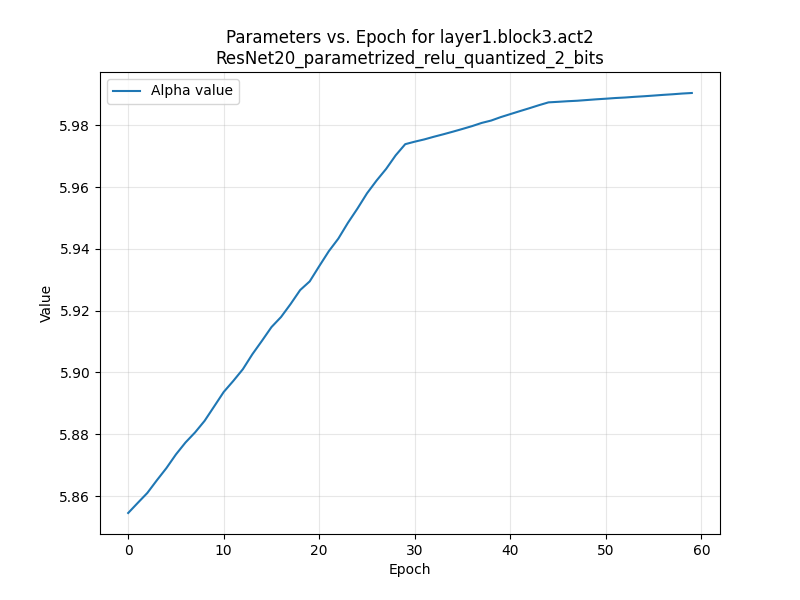 Parameters vs. Epoch for layer1.block3.act2
ResNet20_parametrized_relu_quantized_2_bits
Alpha value
5.98
5.96
5.94
5.92
5.90
5.88
5.86
Value
0 10 20 30 40 50 60
Epoch